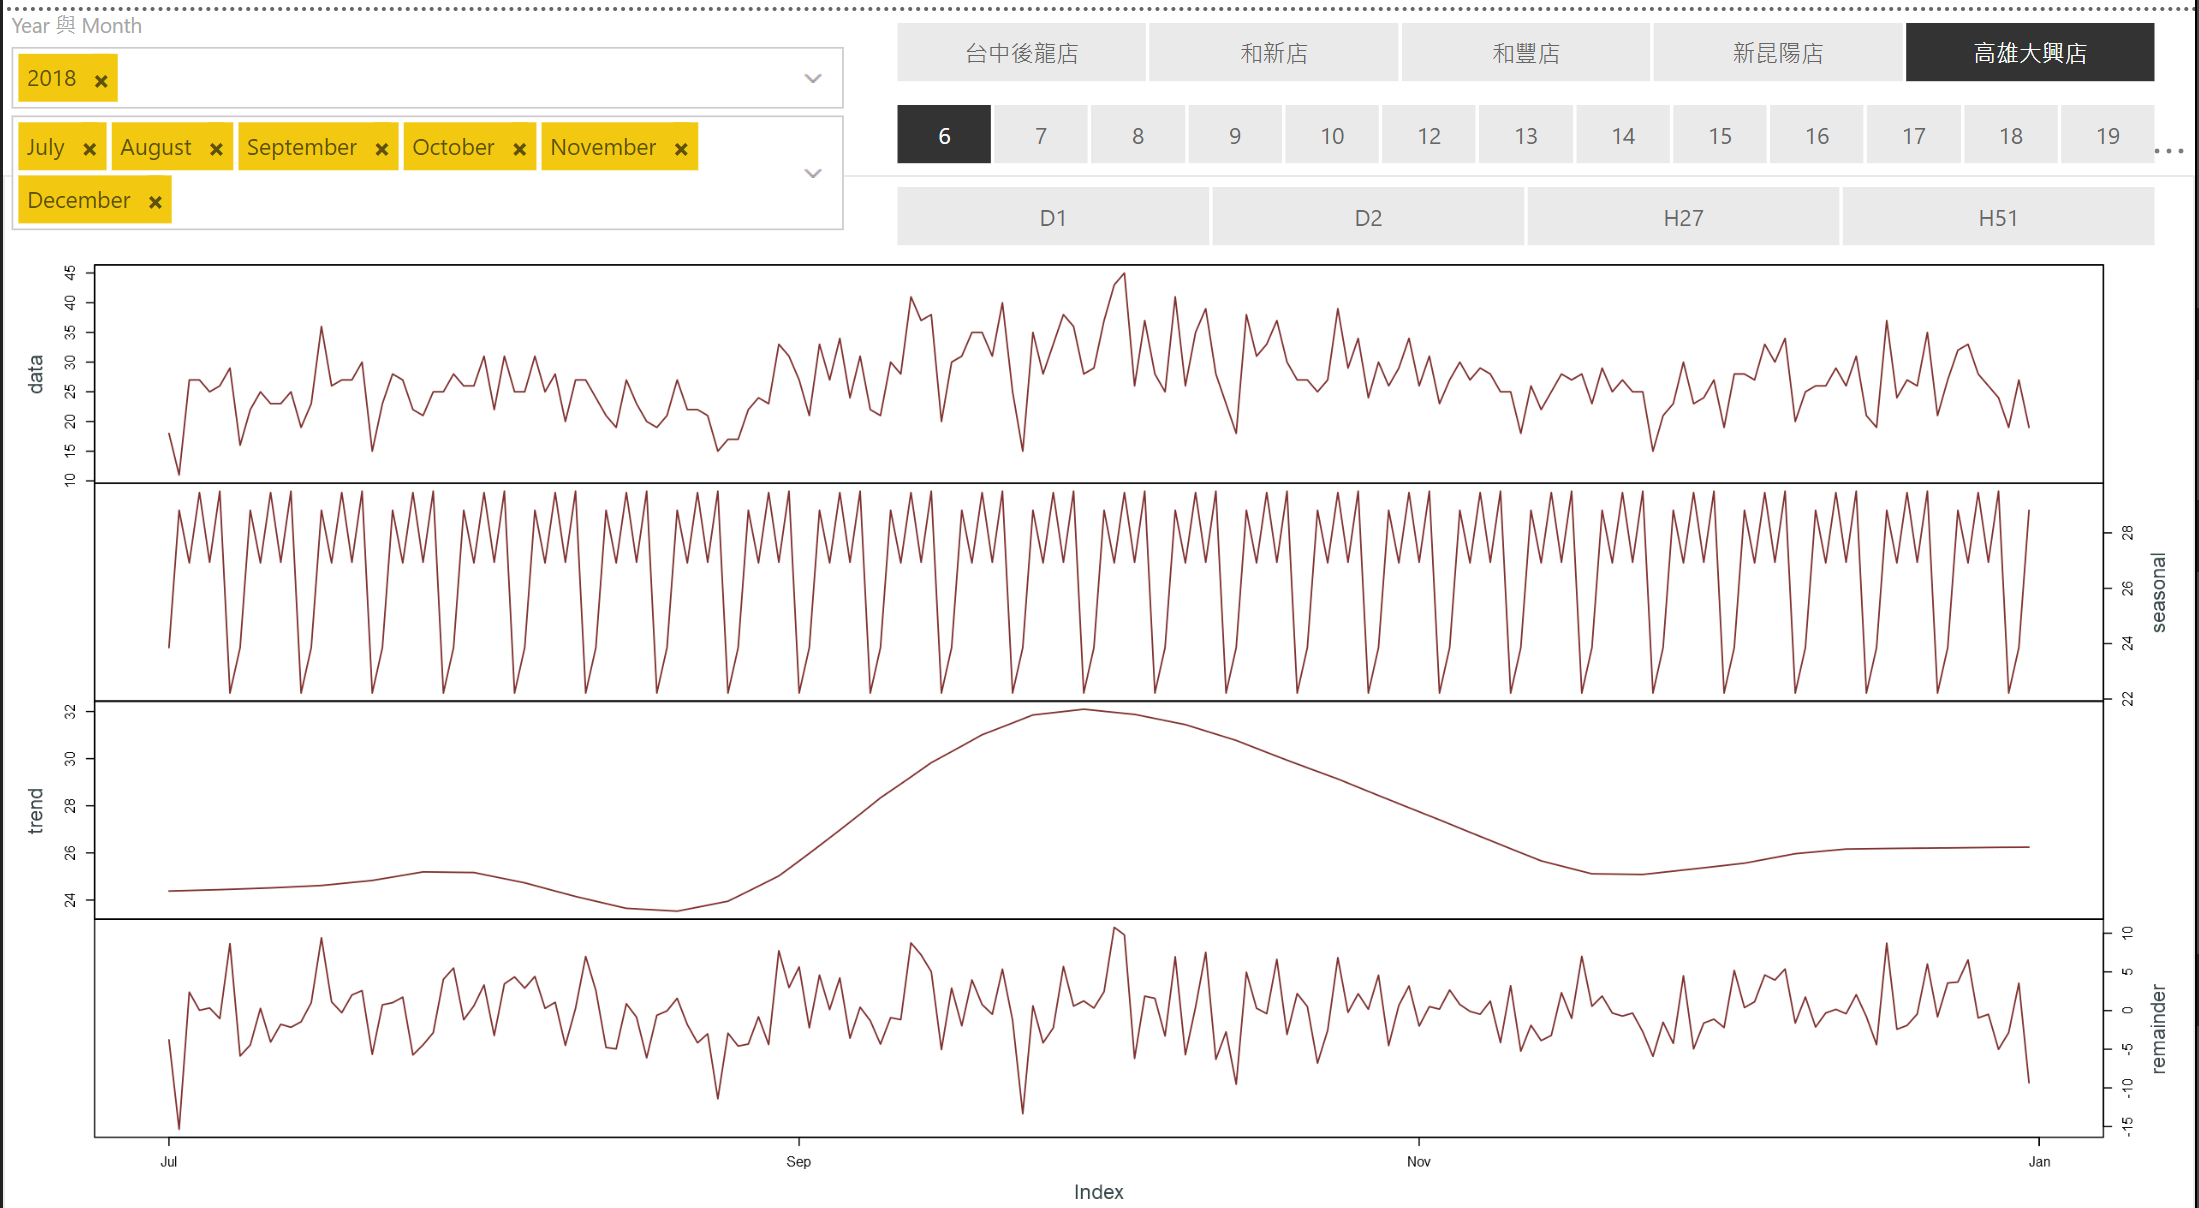 Year 與 Month
2018 ×
July × August × September × October × November ×
December ×
台中後龍店 和新店 和豐店 新昆陽店 高雄大興店
6 7 8 9 10 12 13 14 15 16 17 18 19 ...
D1 D2 H27 H51
data
45
40
35
30
25
20
15
10
28
26
24
22
seasonal
trend
32
30
28
26
24
10
5
0
-5
-10
-15
remainder
Jul Sep Nov Jan
Index